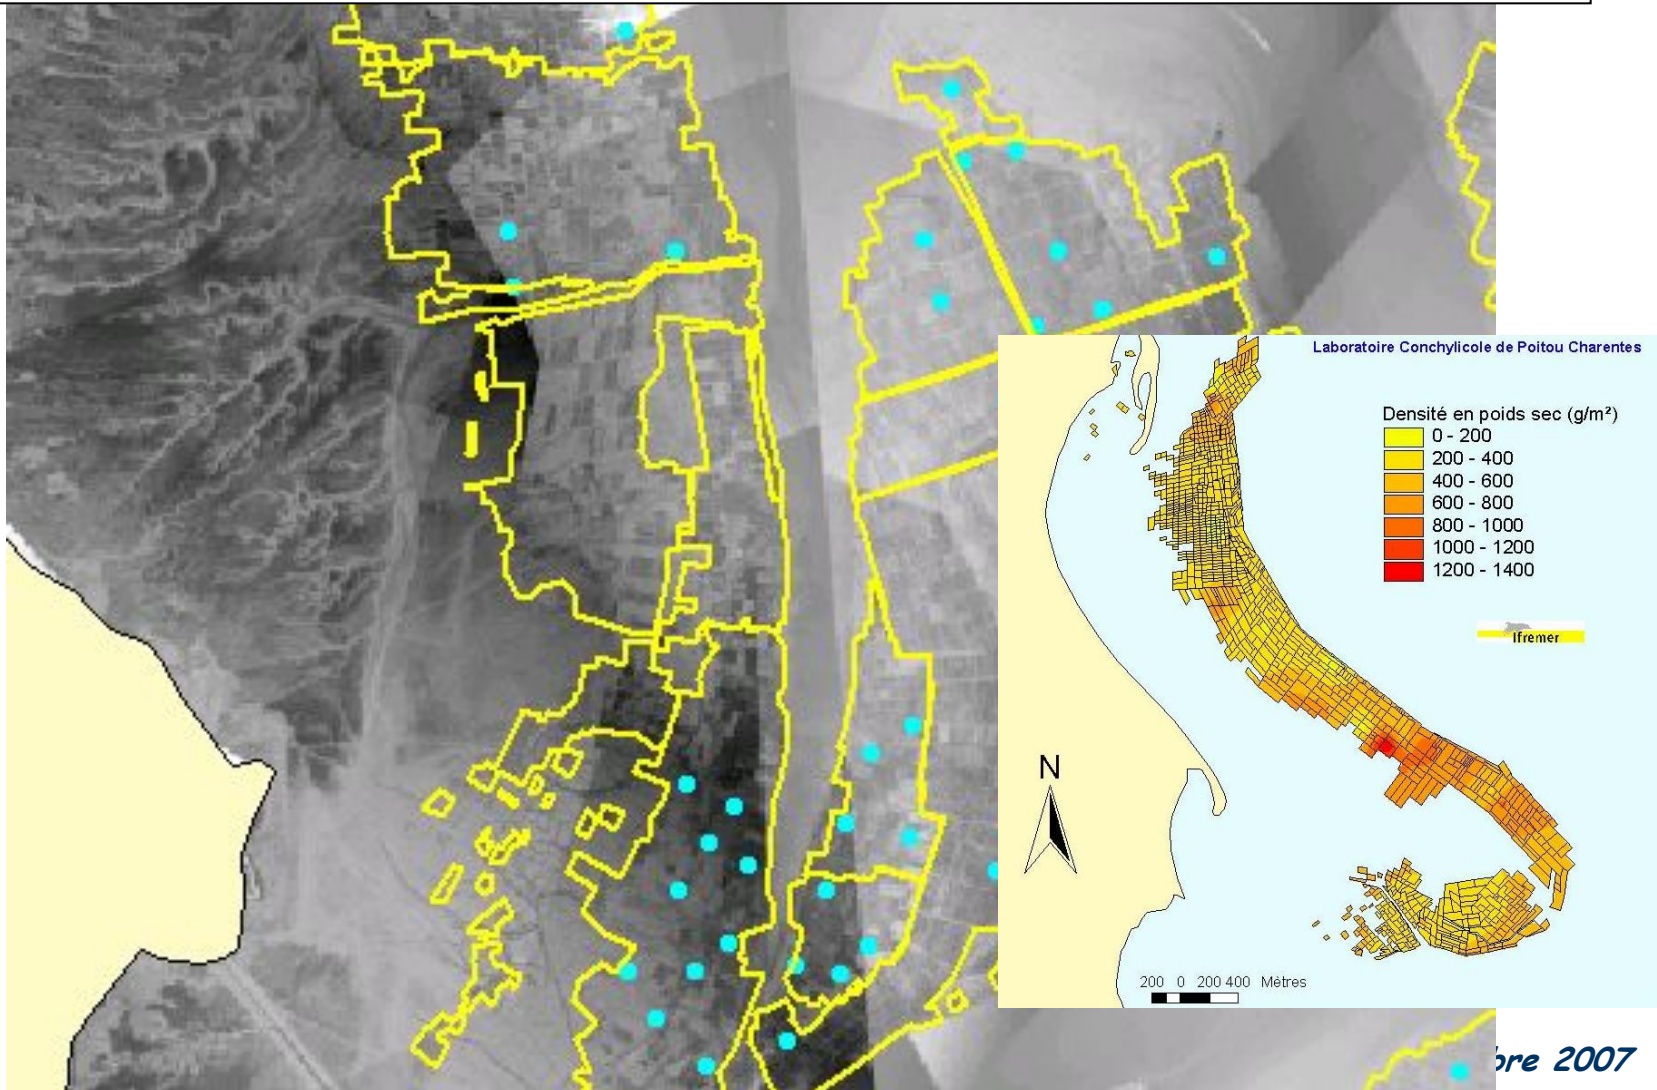 Laboratoire Conchylicole de Poitou Charentes
Densité en poids sec (g/m²)
0 - 200
200 - 400
400 - 600
600 - 800
800 - 1000
1000 - 1200
1200 - 1400
Ifremer
N
200 0 200 400 Mètres
bre 2007